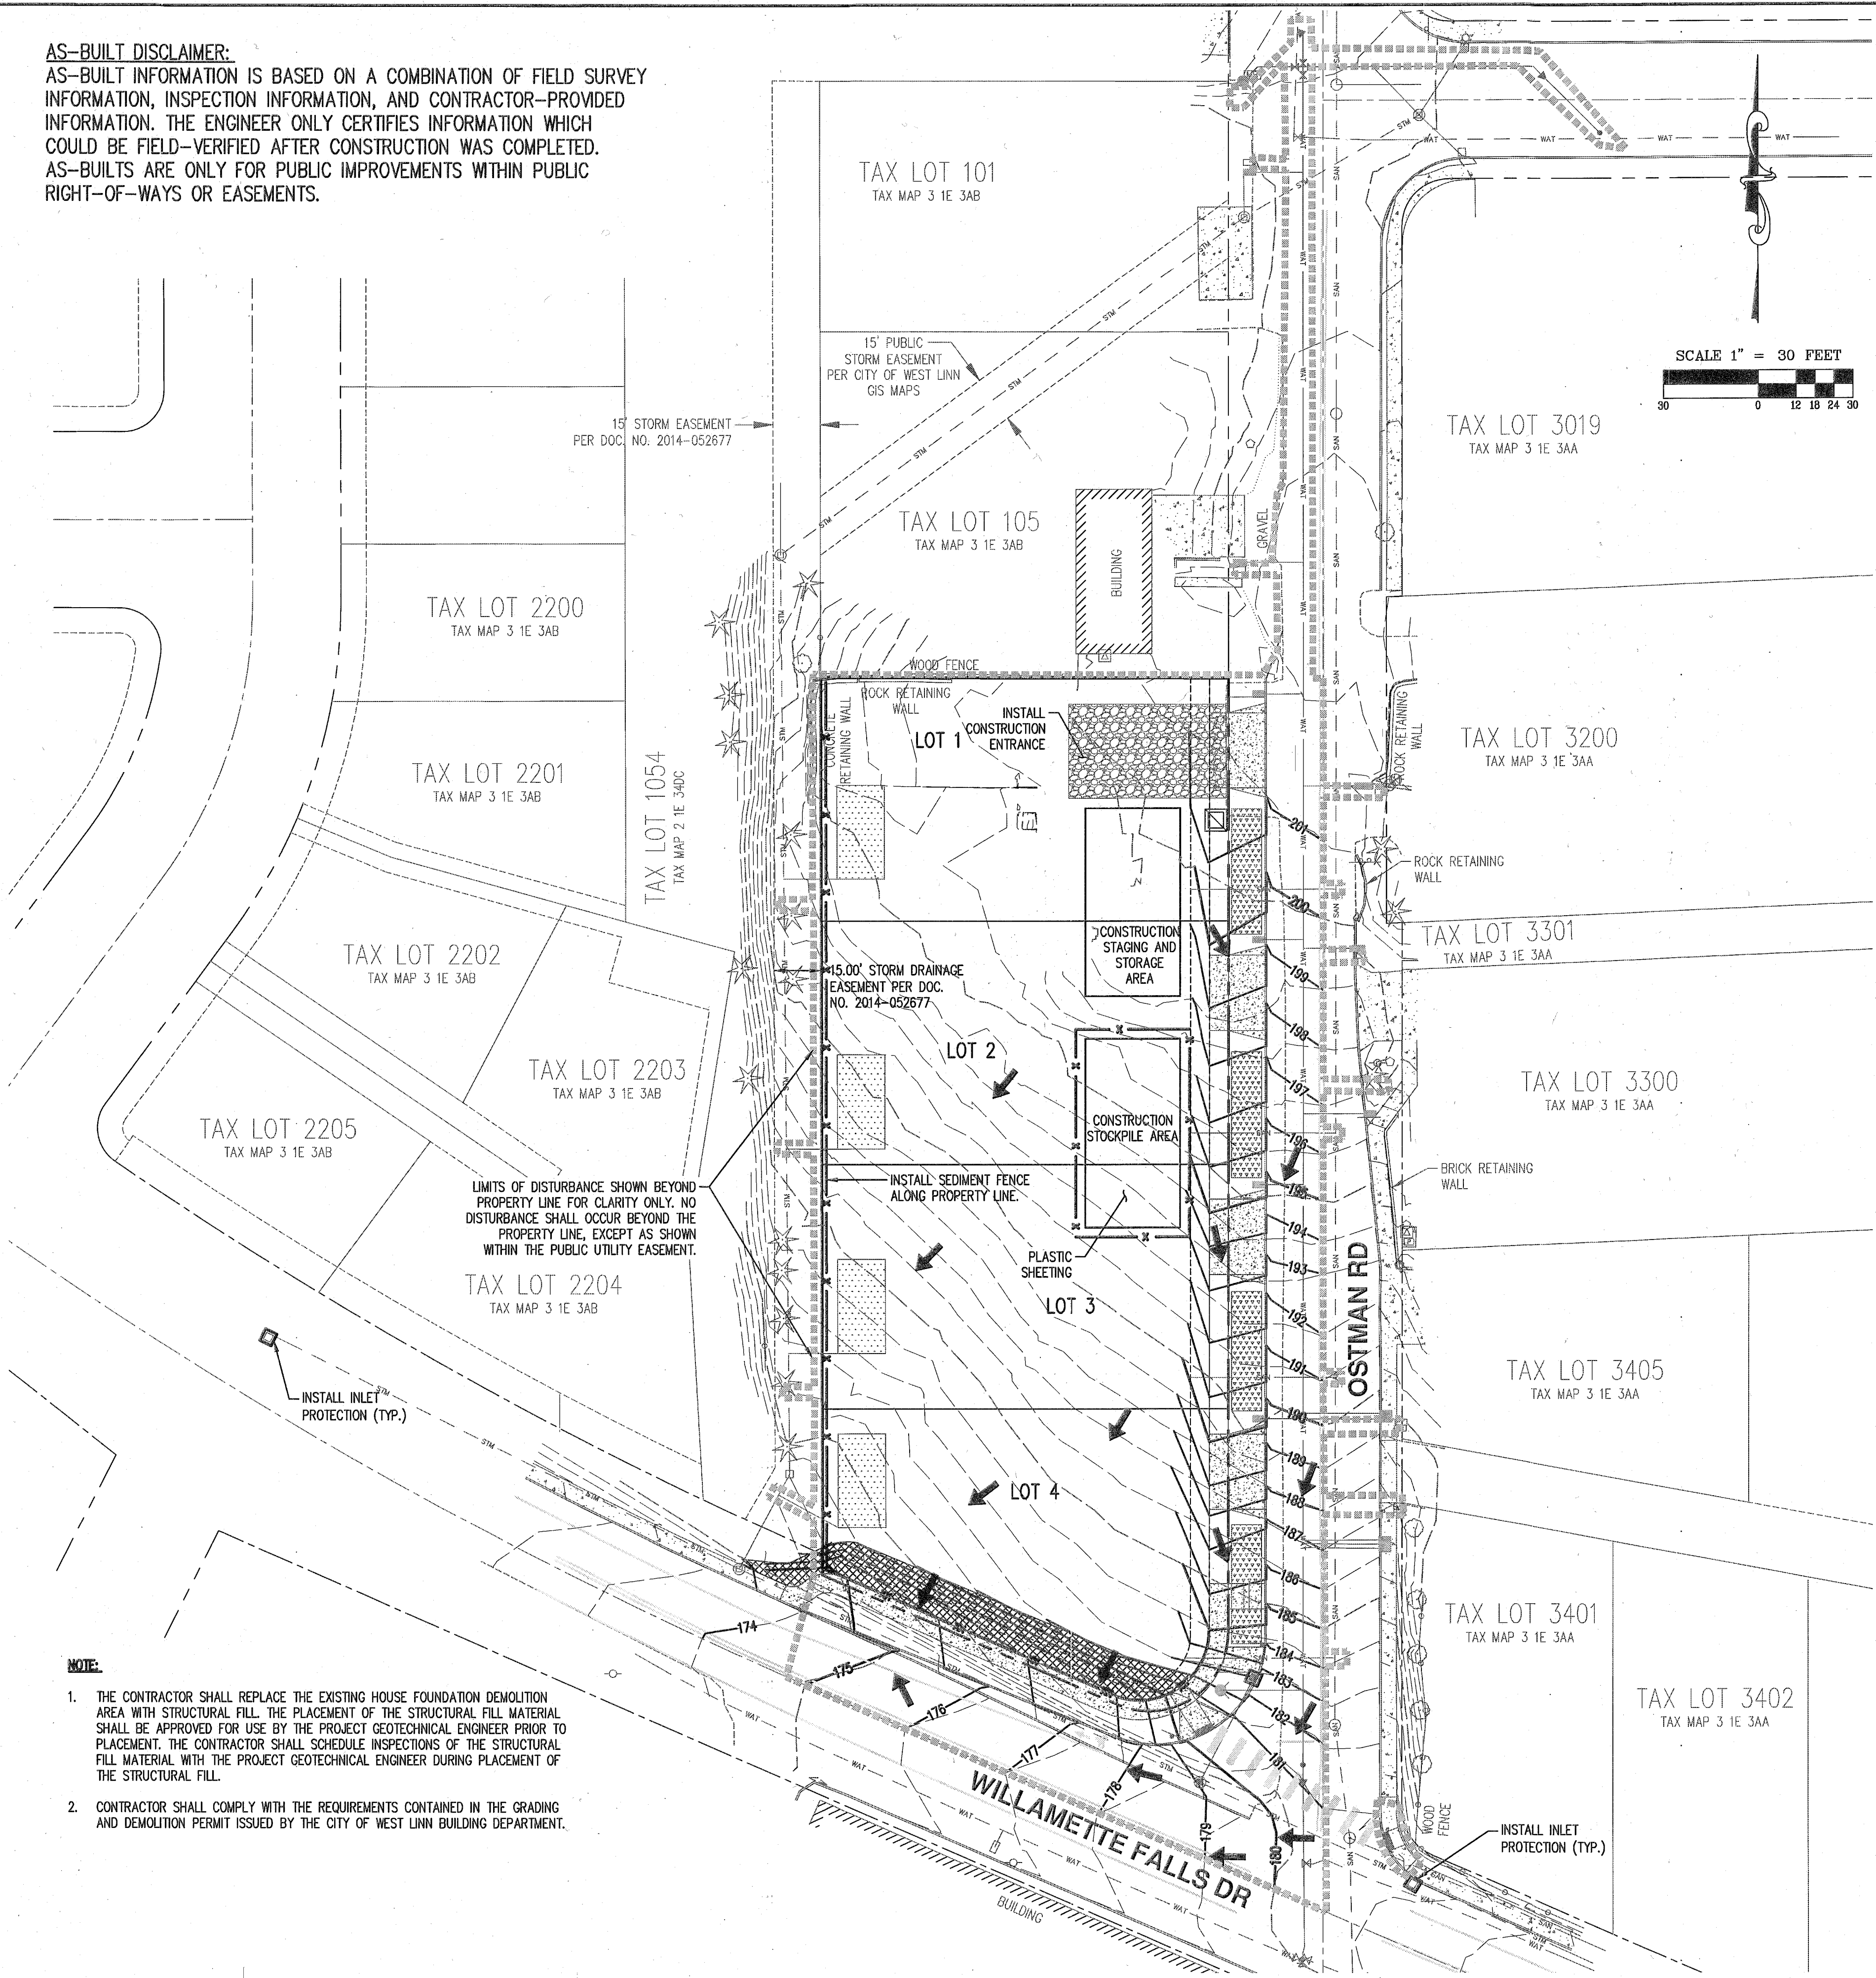 AS-BUILT DISCLAIMER:
AS-BUILT INFORMATION IS BASED ON A COMBINATION OF FIELD SURVEY
INFORMATION, INSPECTION INFORMATION, AND CONTRACTOR-PROVIDED
INFORMATION. THE ENGINEER ONLY CERTIFIES INFORMATION WHICH
COULD BE FIELD-VERIFIED AFTER CONSTRUCTION WAS COMPLETED.
AS-BUILTS ARE ONLY FOR PUBLIC IMPROVEMENTS WITHIN PUBLIC
RIGHT-OF-WAYS OR EASEMENTS.
TAX LOT 101
TAX MAP 3 1E 3AB
SCALE 1" = 30 FEET
30 0 12 18 24 30
15' PUBLIC
STORM EASEMENT
PER CITY OF WEST LINN
GIS MAPS
15' STORM EASEMENT
PER DOC. NO. 2014-052677
TAX LOT 3019
TAX MAP 3 1E 3AA
TAX LOT 105
TAX MAP 3 1E 3AB
BUILDING
GRAVEL
TAX LOT 2200
TAX MAP 3 1E 3AB
WOOD FENCE
ROCK RETAINING
WALL
CONCRETE
RETAINING WALL
LOT 1
INSTALL
CONSTRUCTION
ENTRANCE
ROCK RETAINING
WALL
TAX LOT 3200
TAX MAP 3 1E 3AA
TAX LOT 2201
TAX MAP 3 1E 3AB
TAX LOT 1054
TAX MAP 2 1E 34DC
ROCK RETAINING
WALL
TAX LOT 3301
TAX MAP 3 1E 3AA
TAX LOT 2202
TAX MAP 3 1E 3AB
CONSTRUCTION
STAGING AND
STORAGE
AREA
15.00' STORM DRAINAGE
EASEMENT PER DOC.
NO. 2014-052677
LOT 2
TAX LOT 2203
TAX MAP 3 1E 3AB
TAX LOT 3300
TAX MAP 3 1E 3AA
TAX LOT 2205
TAX MAP 3 1E 3AB
CONSTRUCTION
STOCKPILE AREA
BRICK RETAINING
WALL
LIMITS OF DISTURBANCE SHOWN BEYOND
PROPERTY LINE FOR CLARITY ONLY. NO
DISTURBANCE SHALL OCCUR BEYOND THE
PROPERTY LINE, EXCEPT AS SHOWN
WITHIN THE PUBLIC UTILITY EASEMENT.
INSTALL SEDIMENT FENCE
ALONG PROPERTY LINE.
PLASTIC
SHEETING
TAX LOT 2204
TAX MAP 3 1E 3AB
LOT 3
OSTMAN RD
TAX LOT 3405
TAX MAP 3 1E 3AA
INSTALL INLET
PROTECTION (TYP.)
LOT 4
201
200
199
198
197
196
195
194
193
192
191
190
189
188
187
186
185
184
183
182
181
180
179
178
177
176
175
174
TAX LOT 3401
TAX MAP 3 1E 3AA
TAX LOT 3402
TAX MAP 3 1E 3AA
WILLAMETTE FALLS DR
BUILDING
WOOD
FENCE
INSTALL INLET
PROTECTION (TYP.)
NOTE:
1. THE CONTRACTOR SHALL REPLACE THE EXISTING HOUSE FOUNDATION DEMOLITION
AREA WITH STRUCTURAL FILL. THE PLACEMENT OF THE STRUCTURAL FILL MATERIAL
SHALL BE APPROVED FOR USE BY THE PROJECT GEOTECHNICAL ENGINEER PRIOR TO
PLACEMENT. THE CONTRACTOR SHALL SCHEDULE INSPECTIONS OF THE STRUCTURAL
FILL MATERIAL WITH THE PROJECT GEOTECHNICAL ENGINEER DURING PLACEMENT OF
THE STRUCTURAL FILL.
2. CONTRACTOR SHALL COMPLY WITH THE REQUIREMENTS CONTAINED IN THE GRADING
AND DEMOLITION PERMIT ISSUED BY THE CITY OF WEST LINN BUILDING DEPARTMENT.